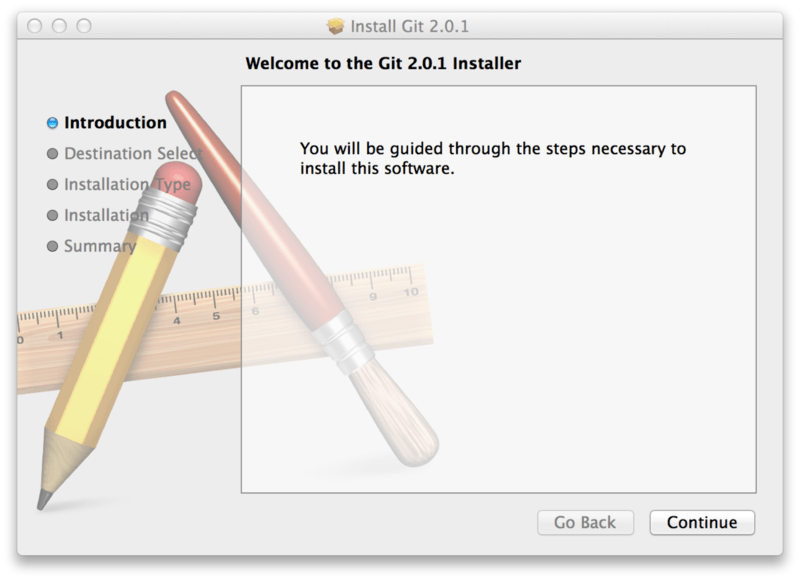 Install Git 2.0.1
Welcome to the Git 2.0.1 Installer
Introduction
Destination Select
Installation Type
Installation
Summary
You will be guided through the steps necessary to
install this software.
0 1 4 5 6 9 10
Go Back
Continue